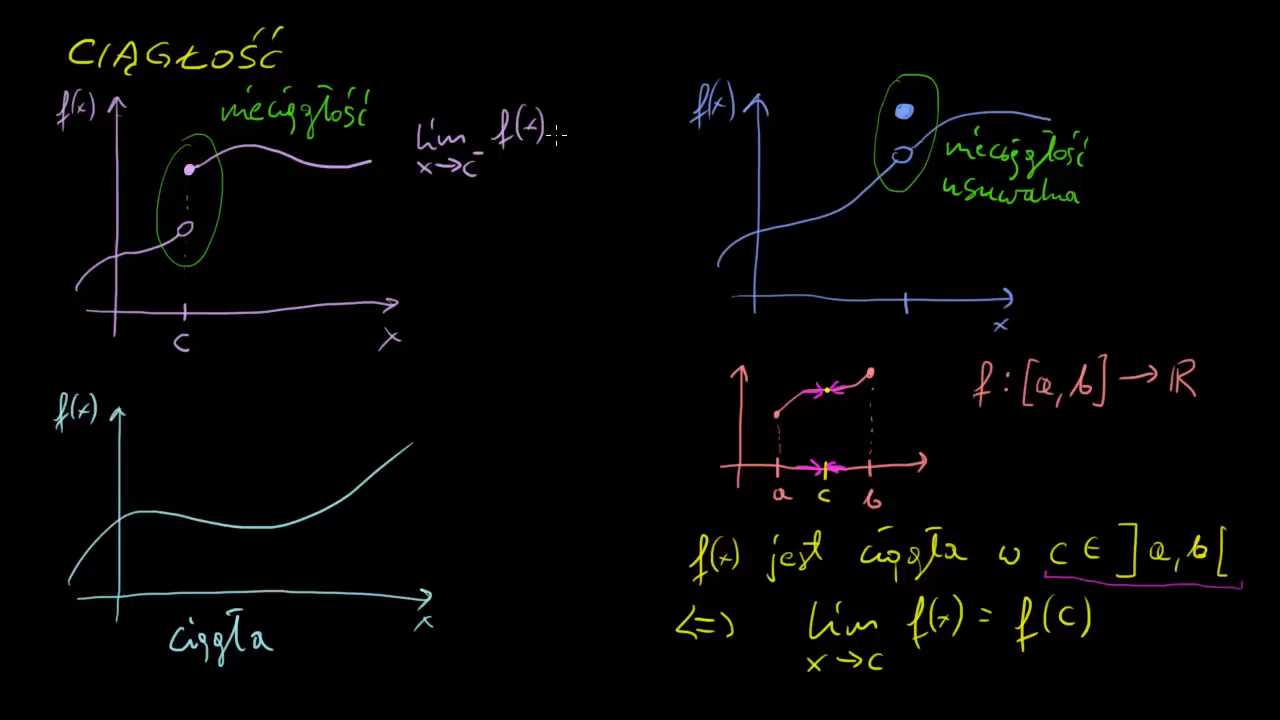 CIĄGŁOŚĆ
f(x)
nieciągłość
lim f(x)
x→c⁻
c
x
f(x)
nieciągłość
usuwalna
x
f(x)
x
ciągła
a
c
b
f : [a, b] → ℝ
f(x) jest ciągła w c ∈ ]a, b[
<=> lim f(x) = f(c)
x→c